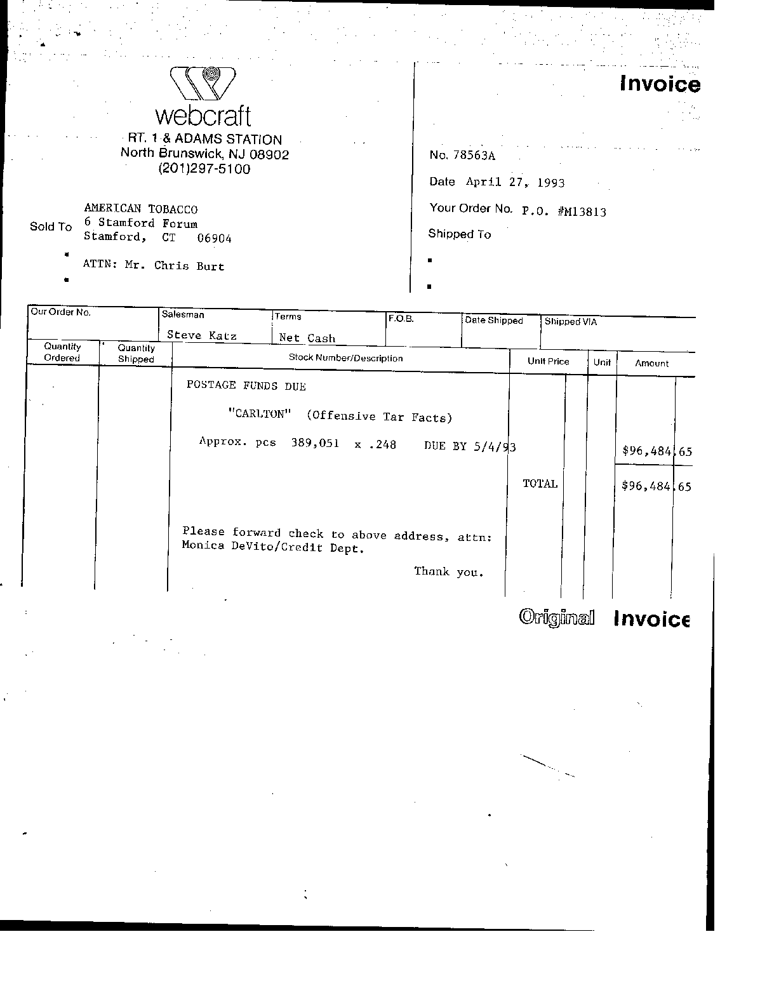 Invoice
webcraft
RT. 1 & ADAMS STATION
North Brunswick, NJ 08902
(201)297-5100
No. 78563A
Date April 27, 1993
Your Order No. P.O. #M13813
Shipped To
Sold To
AMERICAN TOBACCO
6 Stamford Forum
Stamford, CT 06904
ATTN: Mr. Chris Burt
Our Order No. Salesman Terms F.O.B. Date Shipped Shipped VIA
Steve Katz Net Cash
Quantity Ordered Quantity Shipped Stock Number/Description Unit Price Unit Amount
POSTAGE FUNDS DUE
"CARLTON" (Offensive Tar Facts)
Approx. pcs 389,051 x .248 DUE BY 5/4/93 $96,484.65
TOTAL $96,484.65
Please forward check to above address, attn:
Monica DeVito/Credit Dept.
Thank you.
Original Invoice